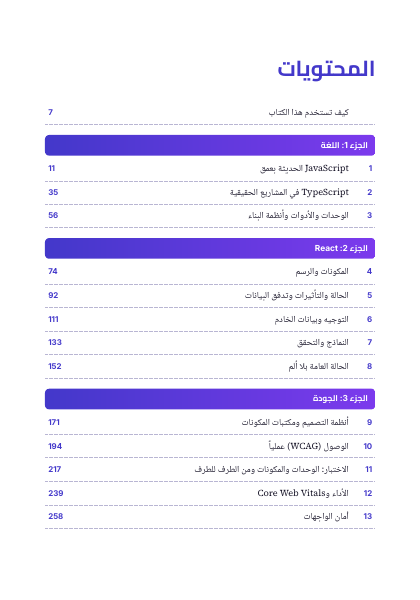 المحتويات
كيف تستخدم هذا الكتاب 7
الجزء 1: اللغة
1 JavaScript الحديثة بعمق 11
2 TypeScript في المشاريع الحقيقية 35
3 الوحدات والأدوات وأنظمة البناء 56
الجزء 2: React
4 المكونات والرسم 74
5 الحالة والتأثيرات وتدفق البيانات 92
6 التوجيه وبيانات الخادم 111
7 النماذج والتحقق 133
8 الحالة العامة بلا ألم 152
الجزء 3: الجودة
9 أنظمة التصميم ومكتبات المكونات 171
10 الوصول (WCAG) عملياً 194
11 الاختبار: الوحدات والمكونات ومن الطرف للطرف 217
12 الأداء وCore Web Vitals 239
13 أمان الواجهات 258